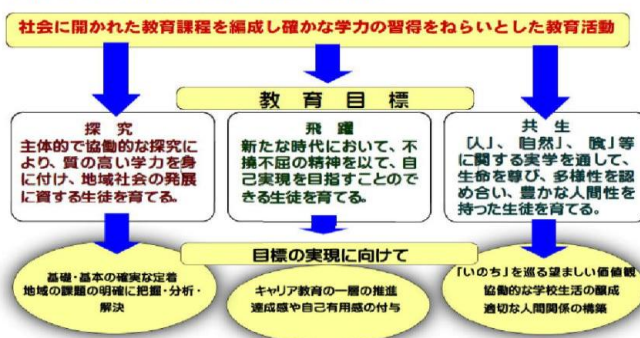 社会に開かれた教育課程を編成し確かな学力の習得をねらいとした教育活動
教育目標
探究
主体的で協働的な探究に
より、質の高い学力を身
に付け、地域社会の発展
に資する生徒を育てる。
飛躍
新たな時代において、不
撓不屈の精神を以て、自
己実現を目指すことので
きる生徒を育てる。
共生
「人」、「自然」、「食」等
に関する実学を通して、
生命を尊び、多様性を認
め合い、豊かな人間性を
持った生徒を育てる。
目標の実現に向けて
基礎・基本の確実な定着
地域の課題の明確に把握・分析・
解決
キャリア教育の一層の推進
達成感や自己有用感の付与
「いのち」を巡る望ましい価値観
協働的な学校生活の醸成
適切な人間関係の構築